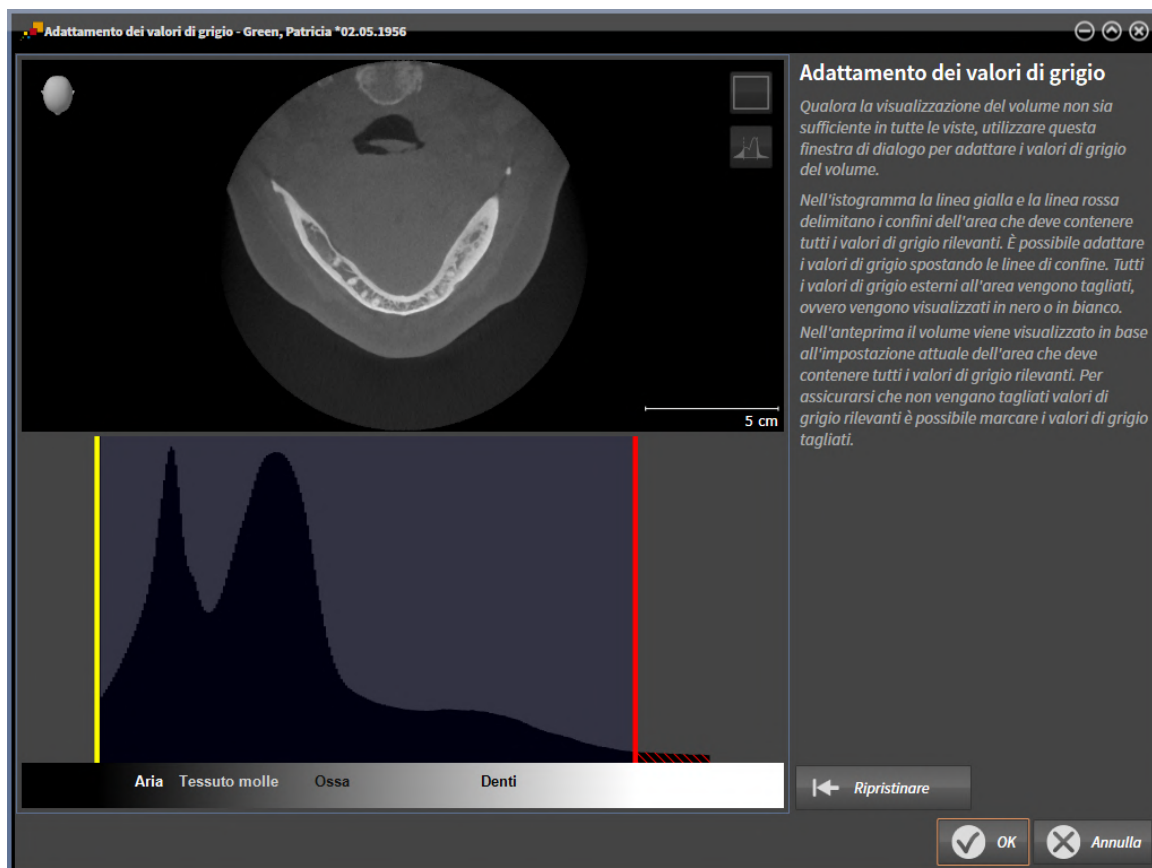 Adattamento dei valori di grigio - Green, Patricia *02.05.1956
5 cm
Aria Tessuto molle Ossa Denti
Adattamento dei valori di grigio
Qualora la visualizzazione del volume non sia
sufficiente in tutte le viste, utilizzare questa
finestra di dialogo per adattare i valori di grigio
del volume.
Nell'istogramma la linea gialla e la linea rossa
delimitano i confini dell'area che deve contenere
tutti i valori di grigio rilevanti. È possibile adattare
i valori di grigio spostando le linee di confine. Tutti
i valori di grigio esterni all'area vengono tagliati,
ovvero vengono visualizzati in nero o in bianco.
Nell'anteprima il volume viene visualizzato in base
all'impostazione attuale dell'area che deve
contenere tutti i valori di grigio rilevanti. Per
assicurarsi che non vengano tagliati valori di
grigio rilevanti è possibile marcare i valori di grigio
tagliati.
Ripristinare
OK Annulla